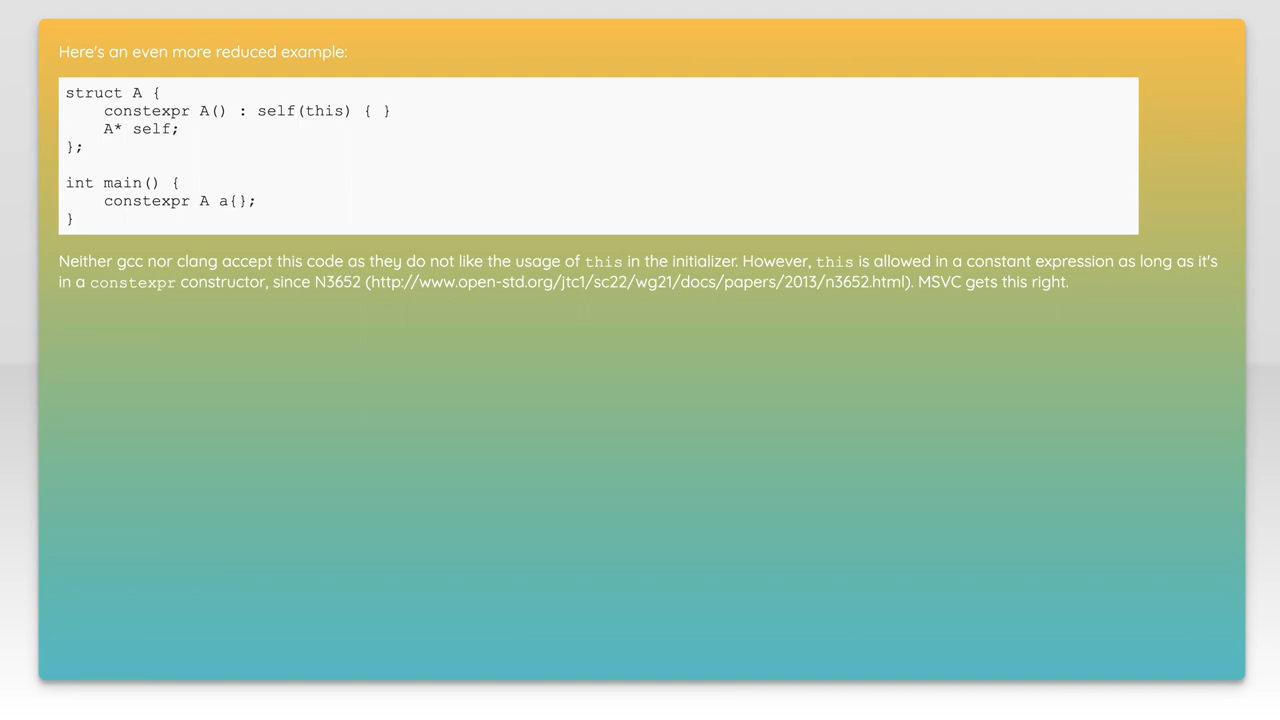 Here's an even more reduced example:
struct A {
    constexpr A() : self(this) { }
    A* self;
};

int main() {
    constexpr A a{};
}
Neither gcc nor clang accept this code as they do not like the usage of this in the initializer. However, this is allowed in a constant expression as long as it's
in a constexpr constructor, since N3652 (http://www.open-std.org/jtc1/sc22/wg21/docs/papers/2013/n3652.html). MSVC gets this right.